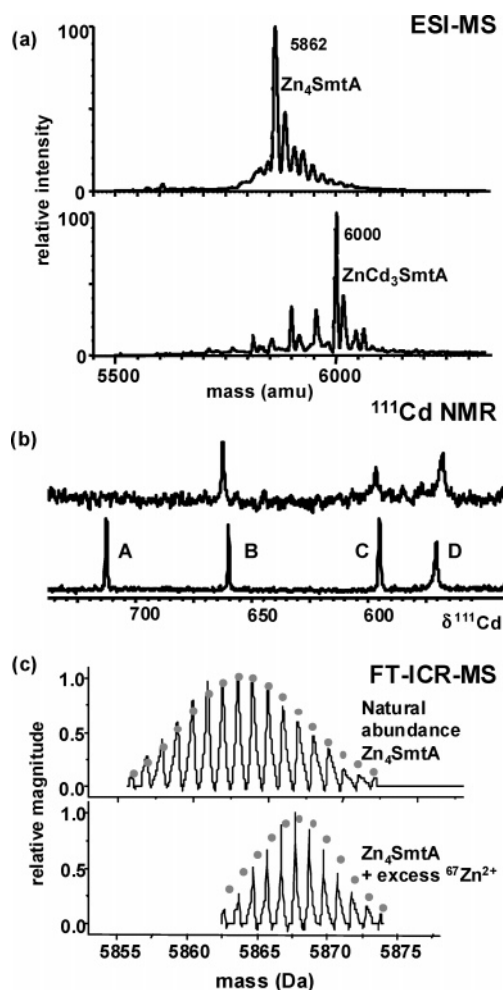 (a) ESI-MS
100
5862
Zn₄SmtA
0
relative intensity
100
6000
ZnCd₃SmtA
0
5500 6000
mass (amu)
¹¹¹Cd NMR
(b)
A B C D
700 650 600
δ¹¹¹Cd
(c) FT-ICR-MS
1.0
Natural
abundance
Zn₄SmtA
0.5
0.0
relative magnitude
1.0
Zn₄SmtA
+ excess ⁶⁷Zn²⁺
0.5
0.0
5855 5860 5865 5870 5875
mass (Da)